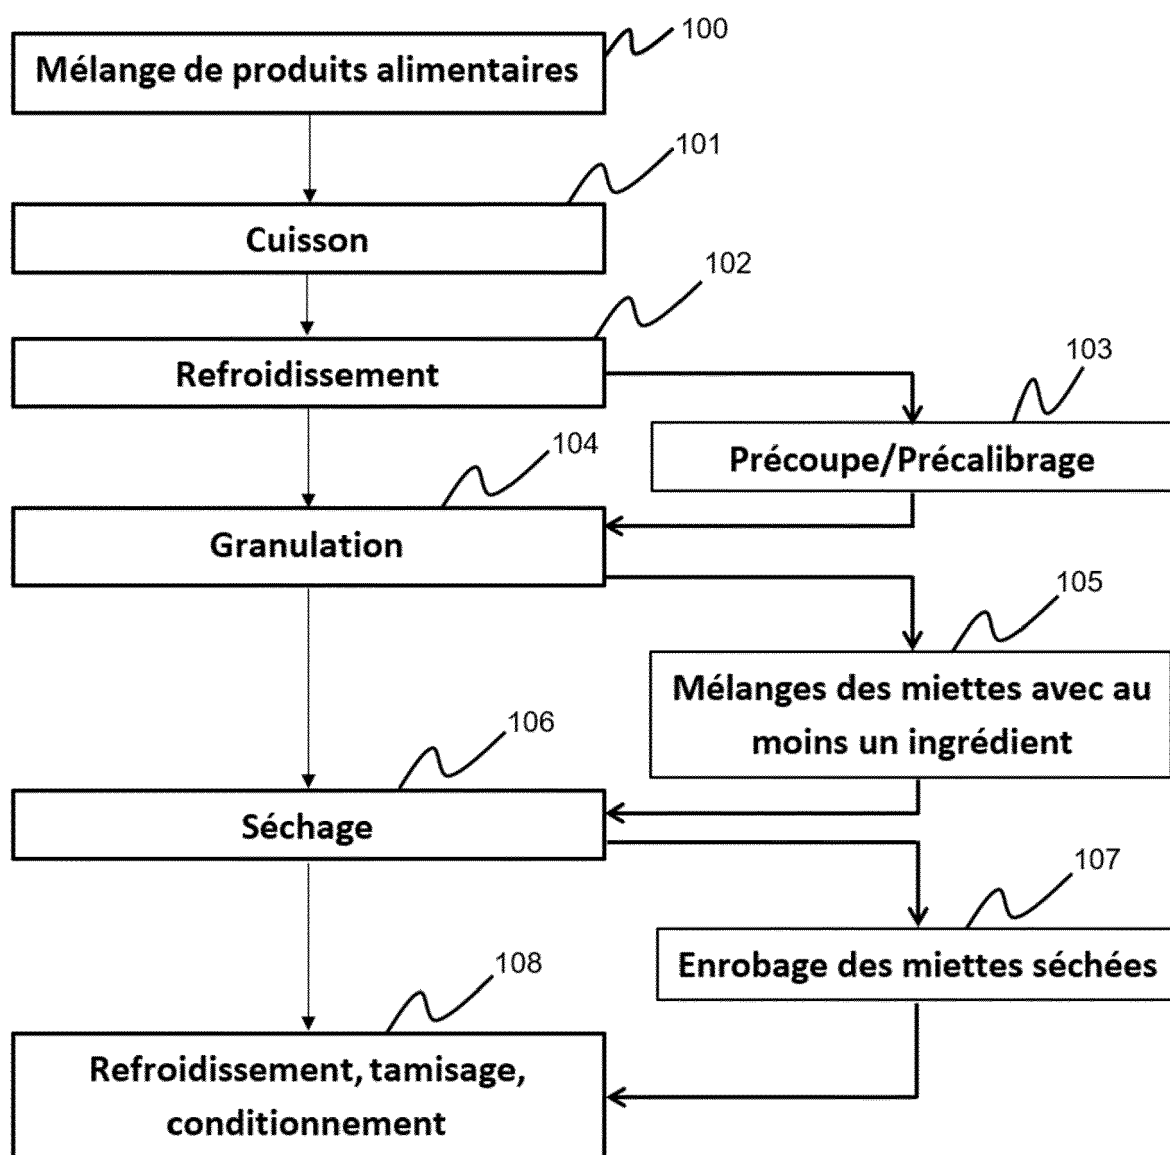 100
Mélange de produits alimentaires
101
Cuisson
102
Refroidissement
103
Précoupe/Précalibrage
104
Granulation
105
Mélanges des miettes avec au
moins un ingrédient
106
Séchage
107
Enrobage des miettes séchées
108
Refroidissement, tamisage,
conditionnement